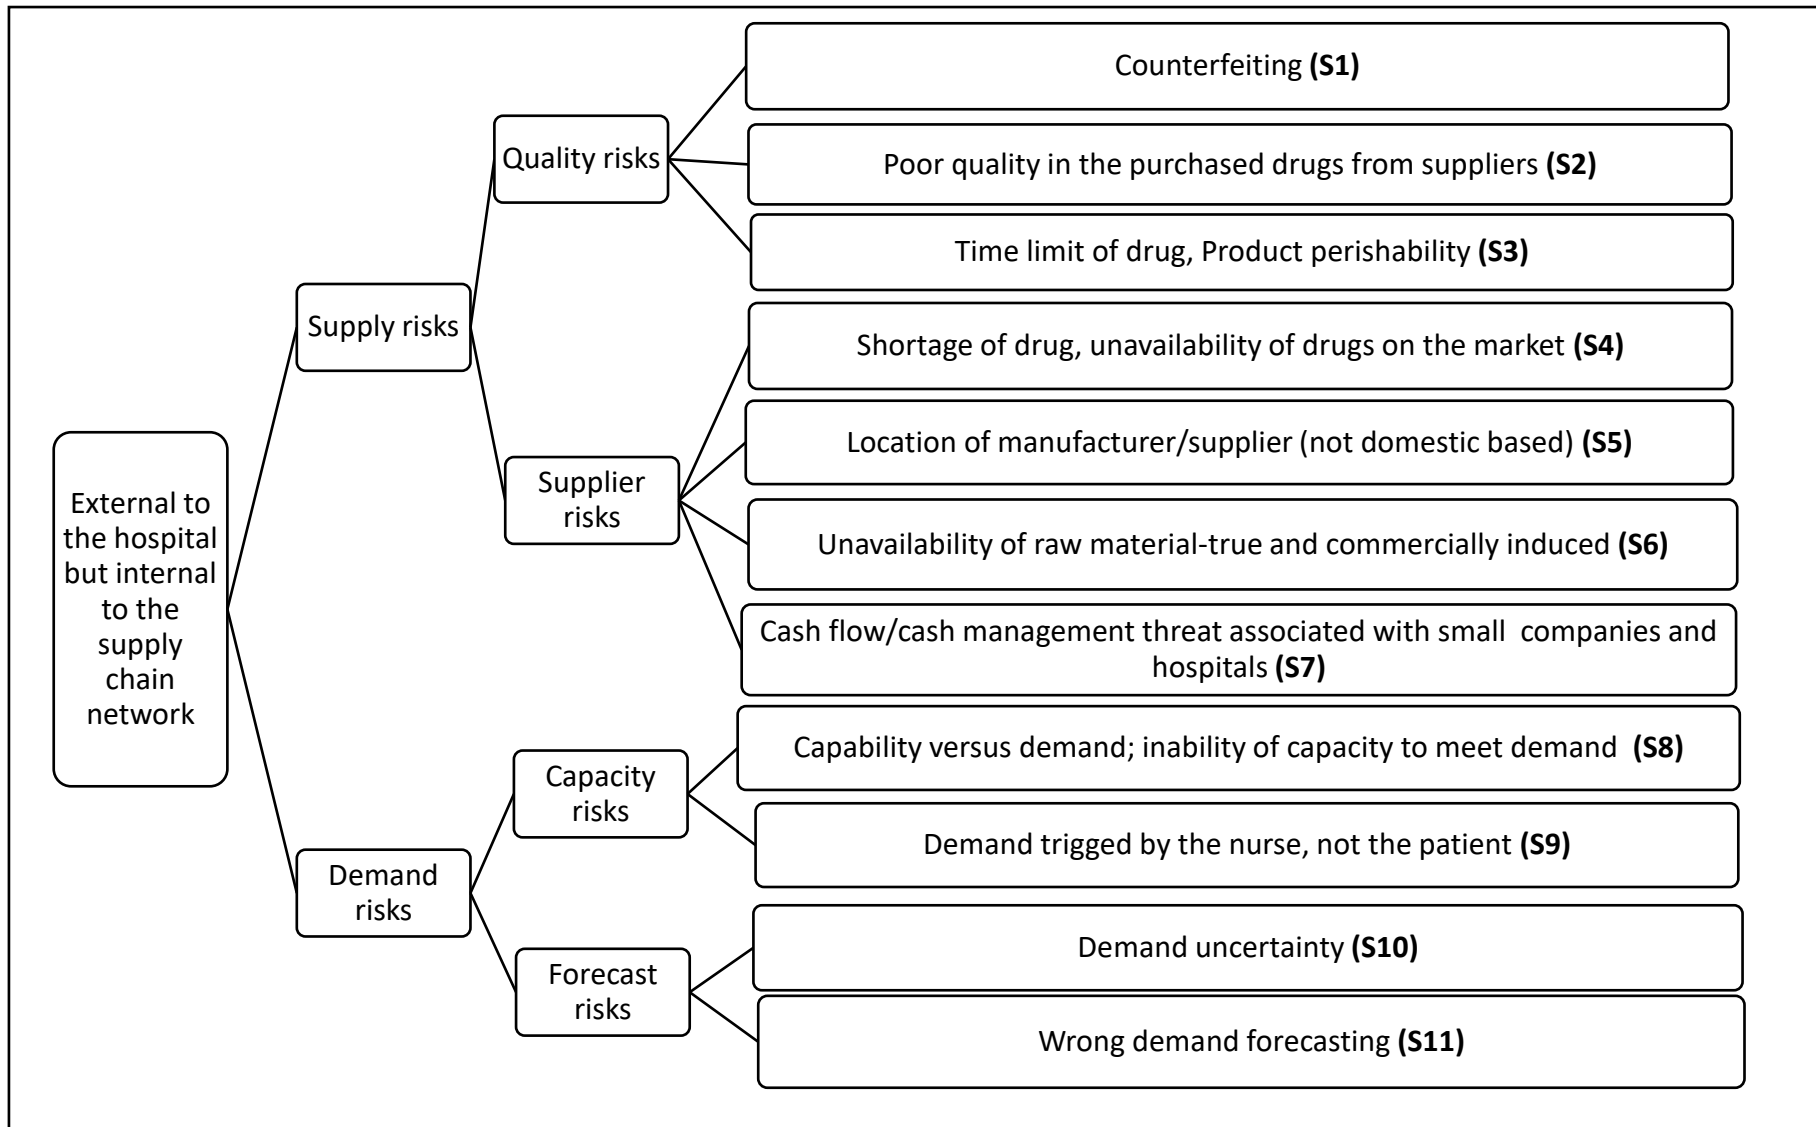 Counterfeiting (S1)
Quality risks
Poor quality in the purchased drugs from suppliers (S2)
Time limit of drug, Product perishability (S3)
Supply risks
Shortage of drug, unavailability of drugs on the market (S4)
Location of manufacturer/supplier (not domestic based) (S5)
Supplier
risks
Unavailability of raw material-true and commercially induced (S6)
Cash flow/cash management threat associated with small companies and
hospitals (S7)
External to
the hospital
but internal
to the
supply
chain
network
Capability versus demand; inability of capacity to meet demand (S8)
Capacity
risks
Demand trigged by the nurse, not the patient (S9)
Demand
risks
Demand uncertainty (S10)
Forecast
risks
Wrong demand forecasting (S11)